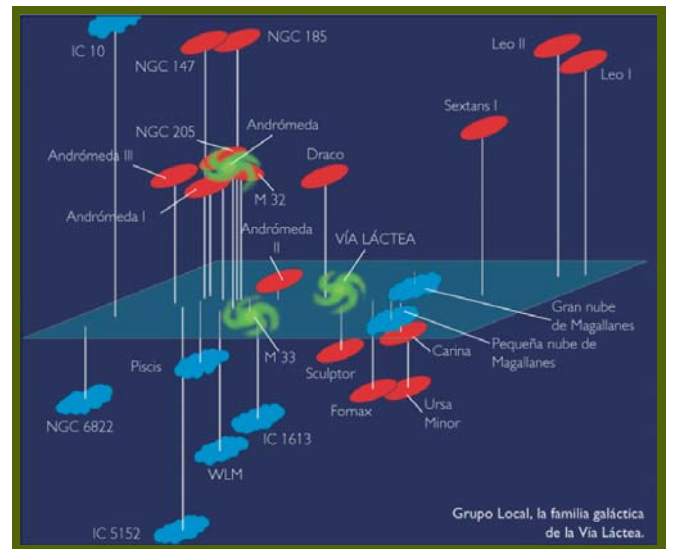 IC 10
NGC 185
NGC 147
Leo II
Leo I
Sextans I
NGC 205
Andrómeda
Andrómeda III
Draco
M 32
Andrómeda I
Andrómeda
II
VÍA LÁCTEA
Gran nube
de Magallanes
Pequeña nube de
Magallanes
Carina
M 33
Piscis
Sculptor
Fornax
Ursa
Minor
NGC 6822
IC 1613
WLM
IC 5152
Grupo Local, la familia galáctica
de la Vía Láctea.